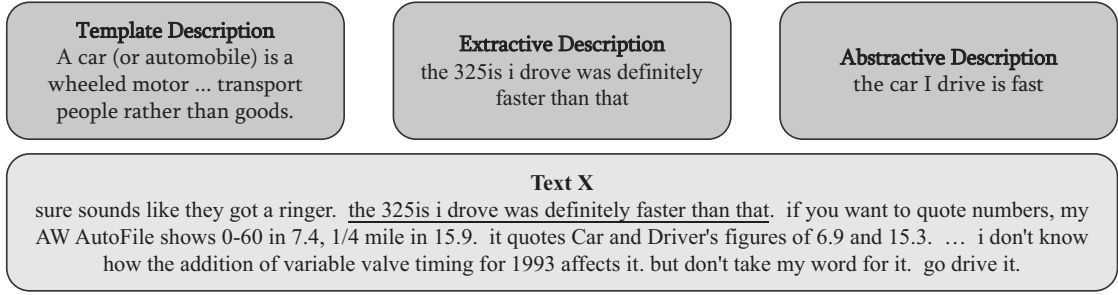 Template Description
A car (or automobile) is a
wheeled motor ... transport
people rather than goods.
Extractive Description
the 325is i drove was definitely
faster than that
Abstractive Description
the car I drive is fast
Text X
sure sounds like they got a ringer. the 325is i drove was definitely faster than that. if you want to quote numbers, my
AW AutoFile shows 0-60 in 7.4, 1/4 mile in 15.9. it quotes Car and Driver's figures of 6.9 and 15.3. … i don't know
how the addition of variable valve timing for 1993 affects it. but don't take my word for it. go drive it.